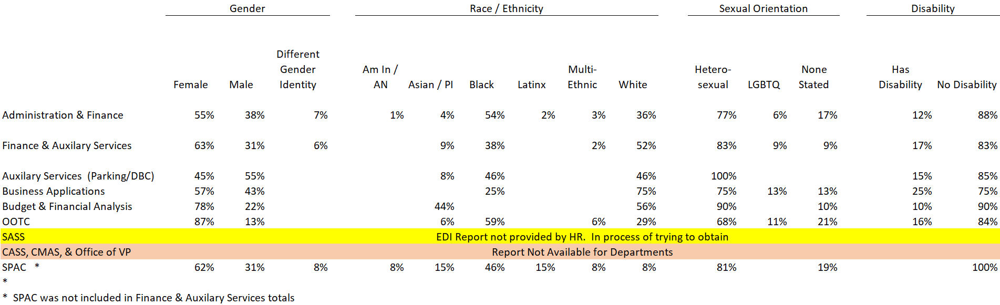 Gender Race / Ethnicity Sexual Orientation Disability
Different
Gender Am In / Multi- Hetero- None Has
Female Male Identity AN Asian / PI Black Latinx Ethnic White sexual LGBTQ Stated Disability No Disability
Administration & Finance 55% 38% 7% 1% 4% 54% 2% 3% 36% 77% 6% 17% 12% 88%
Finance & Auxilary Services 63% 31% 6% 9% 38% 2% 52% 83% 9% 9% 17% 83%
Auxilary Services (Parking/DBC) 45% 55% 8% 46% 46% 100% 15% 85%
Business Applications 57% 43% 25% 75% 75% 13% 13% 25% 75%
Budget & Financial Analysis 78% 22% 44% 56% 90% 10% 10% 90%
OOTC 87% 13% 6% 59% 6% 29% 68% 11% 21% 16% 84%
SASS EDI Report not provided by HR. In process of trying to obtain
CASS, CMAS, & Office of VP Report Not Available for Departments
SPAC * 62% 31% 8% 8% 15% 46% 15% 8% 8% 81% 19% 100%
*
* SPAC was not included in Finance & Auxilary Services totals